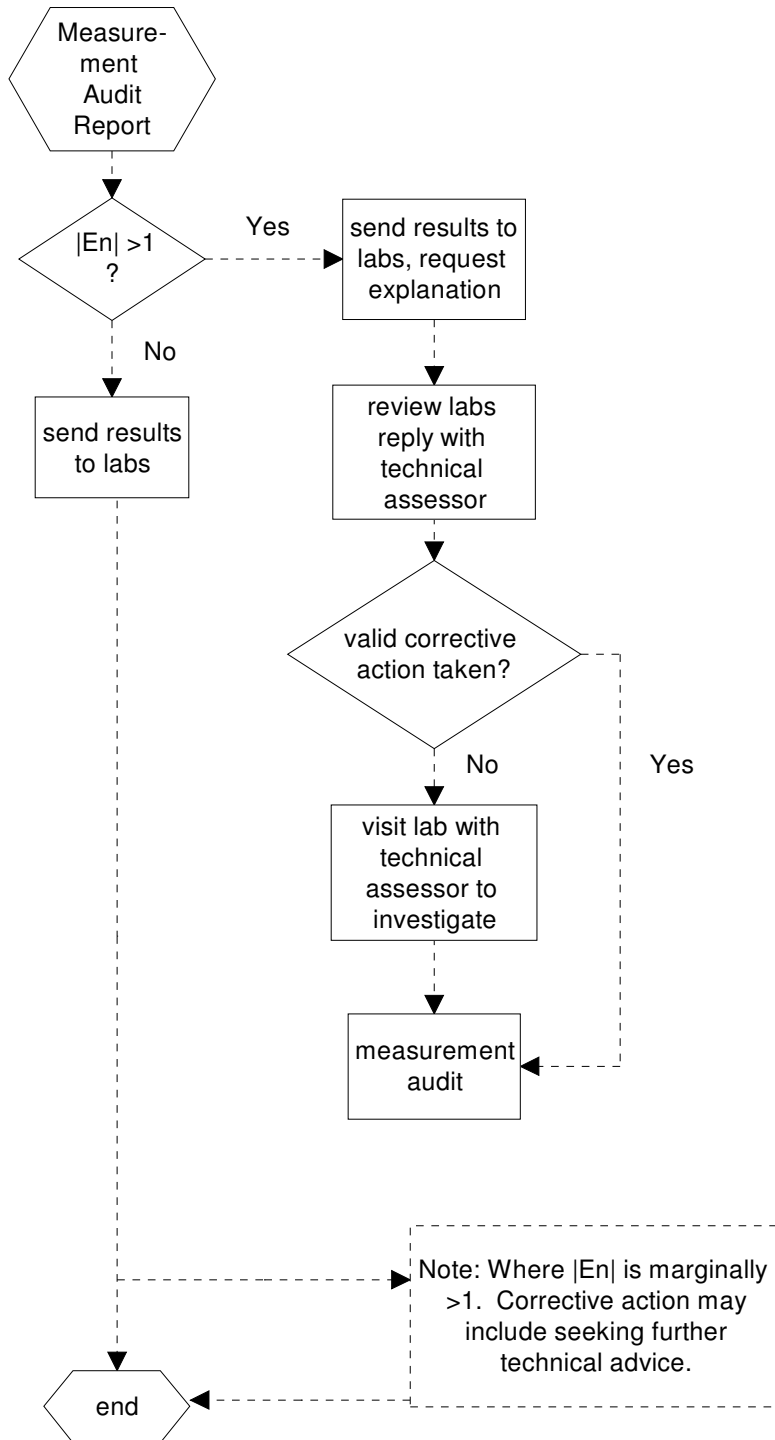 Measure-
ment
Audit
Report
|En| >1
?
Yes
send results to
labs, request
explanation
No
send results
to labs
review labs
reply with
technical
assessor
valid corrective
action taken?
No
Yes
visit lab with
technical
assessor to
investigate
measurement
audit
Note: Where |En| is marginally
>1.  Corrective action may
include seeking further
technical advice.
end